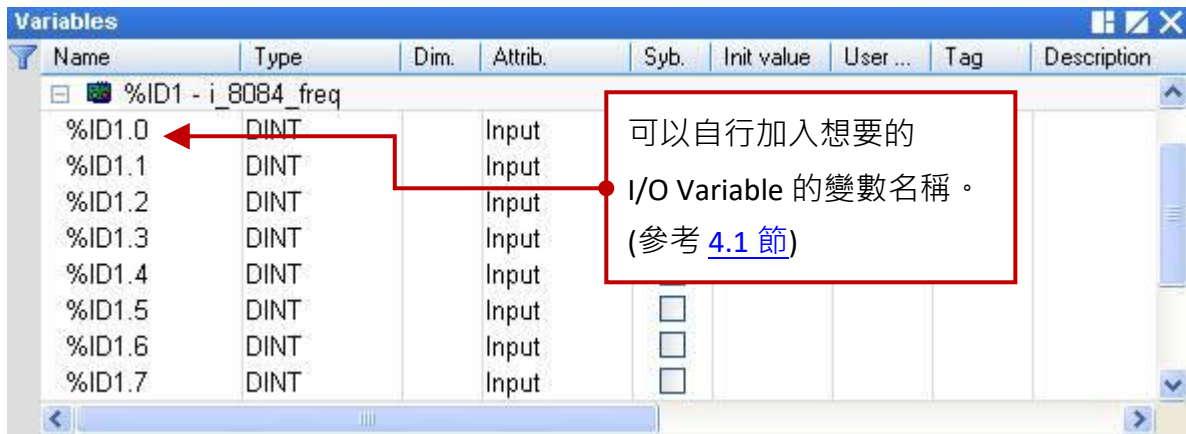 Variables
Name Type Dim. Attrib. Syb. Init value User ... Tag Description
%ID1 - i_8084_freq
%ID1.0 DINT Input
%ID1.1 DINT Input
%ID1.2 DINT Input
%ID1.3 DINT Input
%ID1.4 DINT Input
%ID1.5 DINT Input
%ID1.6 DINT Input
%ID1.7 DINT Input
可以自行加入想要的
I/O Variable 的變數名稱。
(參考 4.1 節)